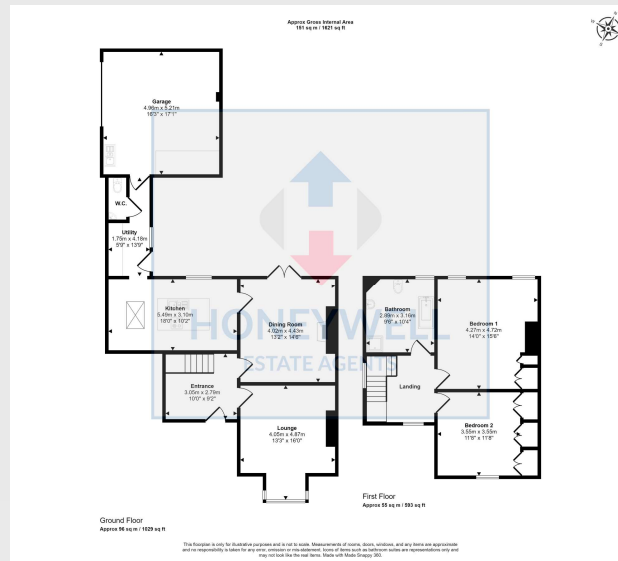 Approx Gross Internal Area
151 sq m / 1621 sq ft
Garage
4.96m x 5.21m
16'3" x 17'1"
W.C.
Utility
1.75m x 4.18m
5'9" x 13'9"
Kitchen
5.49m x 3.10m
18'0" x 10'2"
Dining Room
4.02m x 4.43m
13'2" x 14'6"
Entrance
3.05m x 2.79m
10'0" x 9'2"
Lounge
4.05m x 4.87m
13'3" x 16'0"
Bathroom
2.89m x 3.16m
9'6" x 10'4"
Bedroom 1
4.27m x 4.72m
14'0" x 15'6"
Landing
Bedroom 2
3.55m x 3.55m
11'8" x 11'8"
HONEYWELL
ESTATE AGENTS
Ground Floor
Approx 96 sq m / 1029 sq ft
First Floor
Approx 55 sq m / 593 sq ft
This floorplan is only for illustrative purposes and is not to scale. Measurements of rooms, doors, windows, and any items are approximate
and no responsibility is taken for any error, omission or mis-statement. Icons of items such as bathroom suites are representations only and
may not look like the real items. Made with Made Snappy 360.